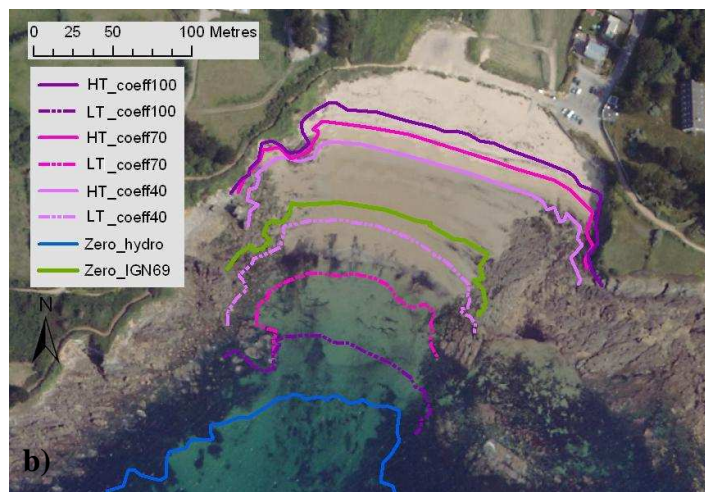 0 25 50 100 Metres
HT_coeff100
LT_coeff100
HT_coeff70
LT_coeff70
HT_coeff40
LT_coeff40
Zero_hydro
Zero_IGN69
N
b)